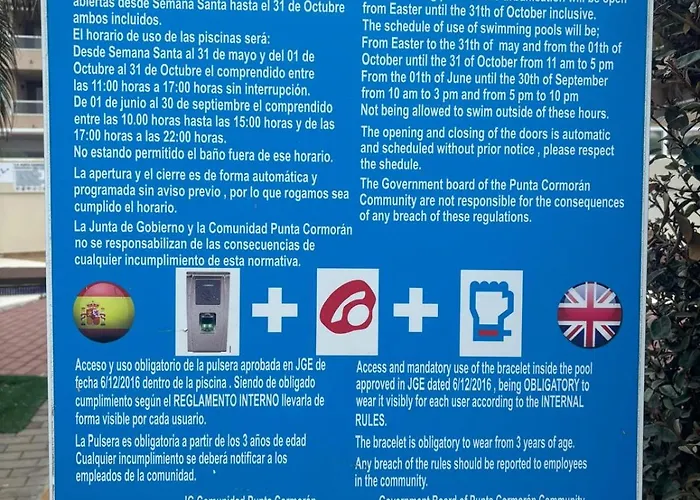 abiertas desde Semana Santa hasta el 31 de Octubre
ambos incluidos.
El horario de uso de las piscinas será:
Desde Semana Santa al 31 de mayo y del 01 de
Octubre al 31 de Octubre el comprendido entre
las 11:00 horas a 17:00 horas sin interrupción.
De 01 de junio al 30 de septiembre el comprendido
entre las 10.00 horas hasta las 15:00 horas y de las
17:00 horas a las 22:00 horas.
No estando permitido el baño fuera de ese horario.
La apertura y el cierre es de forma automática y
programada sin aviso previo , por lo que rogamos sea
cumplido el horario.
La Junta de Gobierno y la Comunidad Punta Cormorán
no se responsabilizan de las consecuencias de
cualquier incumplimiento de esta normativa.
will be open
from Easter until the 31th of October inclusive.
The schedule of use of swimming pools will be;
From Easter to the 31th of may and from the 01th of
October until the 31 of October from 11 am to 5 pm
From the 01th of June until the 30th of September
from 10 am to 3 pm and from 5 pm to 10 pm
Not being allowed to swim outside of these hours.
The opening and closing of the doors is automatic
and scheduled without prior notice , please respect
the shedule.
The Government board of the Punta Cormorán
Community are not responsible for the consequences
of any breach of these regulations.
Acceso y uso obligatorio de la pulsera aprobada en JGE de
fecha 6/12/2016 dentro de la piscina . Siendo de obligado
cumplimiento según el REGLAMENTO INTERNO llevarla de
forma visible por cada usuario.
La Pulsera es obligatoria a partir de los 3 años de edad
Cualquier incumplimiento se deberá notificar a los
empleados de la comunidad.
JG Comunidad Punta Cormorán
Access and mandatory use of the bracelet inside the pool
approved in JGE dated 6/12/2016 , being OBLIGATORY to
wear it visibly for each user according to the INTERNAL
RULES.
The bracelet is obligatory to wear from 3 years of age.
Any breach of the rules should be reported to employees
in the community.
Government Board of Punta Cormorán Community